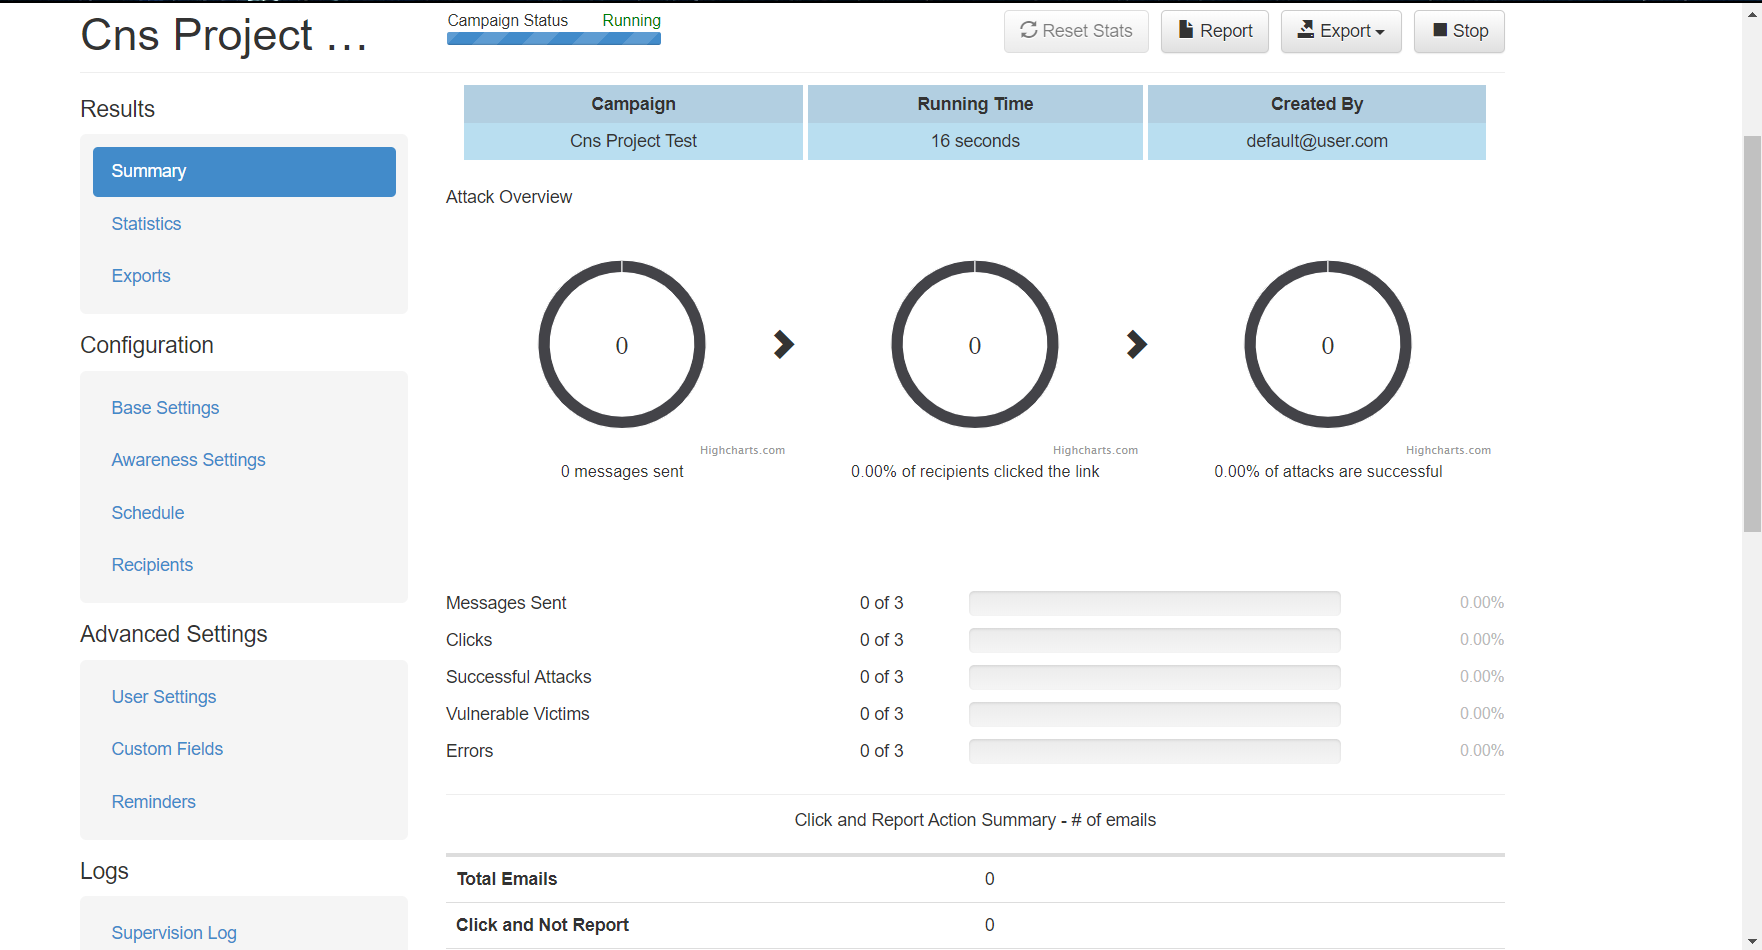 Cns Project ...
Campaign Status Running
Reset Stats Report Export Stop
Results
Summary
Statistics
Exports
Configuration
Base Settings
Awareness Settings
Schedule
Recipients
Advanced Settings
User Settings
Custom Fields
Reminders
Logs
Supervision Log
Campaign Running Time Created By
Cns Project Test 16 seconds default@user.com
Attack Overview
0 0 0
Highcharts.com Highcharts.com Highcharts.com
0 messages sent 0.00% of recipients clicked the link 0.00% of attacks are successful
Messages Sent 0 of 3 0.00%
Clicks 0 of 3 0.00%
Successful Attacks 0 of 3 0.00%
Vulnerable Victims 0 of 3 0.00%
Errors 0 of 3 0.00%
Click and Report Action Summary - # of emails
Total Emails 0
Click and Not Report 0